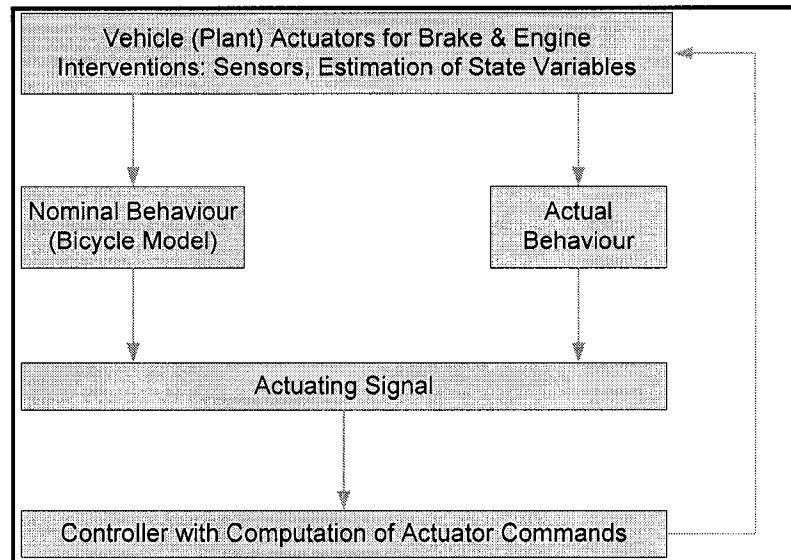 Vehicle (Plant) Actuators for Brake & Engine
Interventions: Sensors, Estimation of State Variables
Nominal Behaviour
(Bicycle Model)
Actual
Behaviour
Actuating Signal
Controller with Computation of Actuator Commands